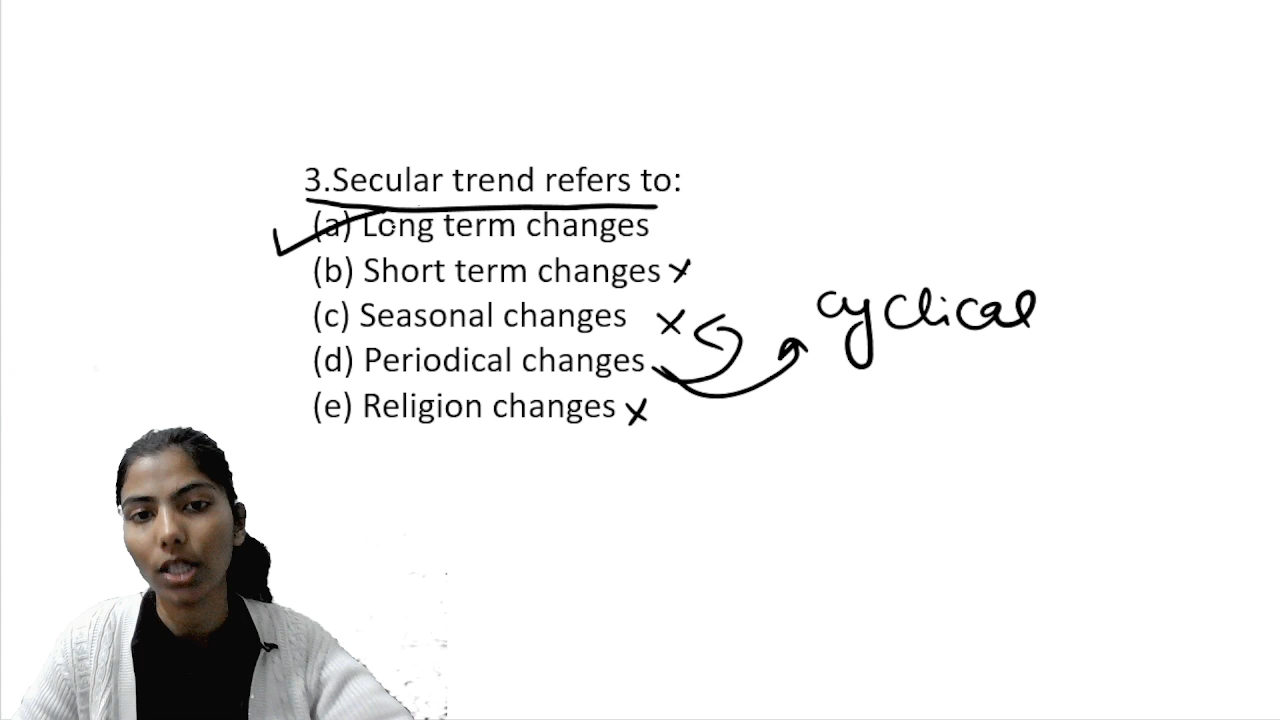 3.Secular trend refers to:
(a) Long term changes
(b) Short term changes x
(c) Seasonal changes x
(d) Periodical changes
cyclical
(e) Religion changes x